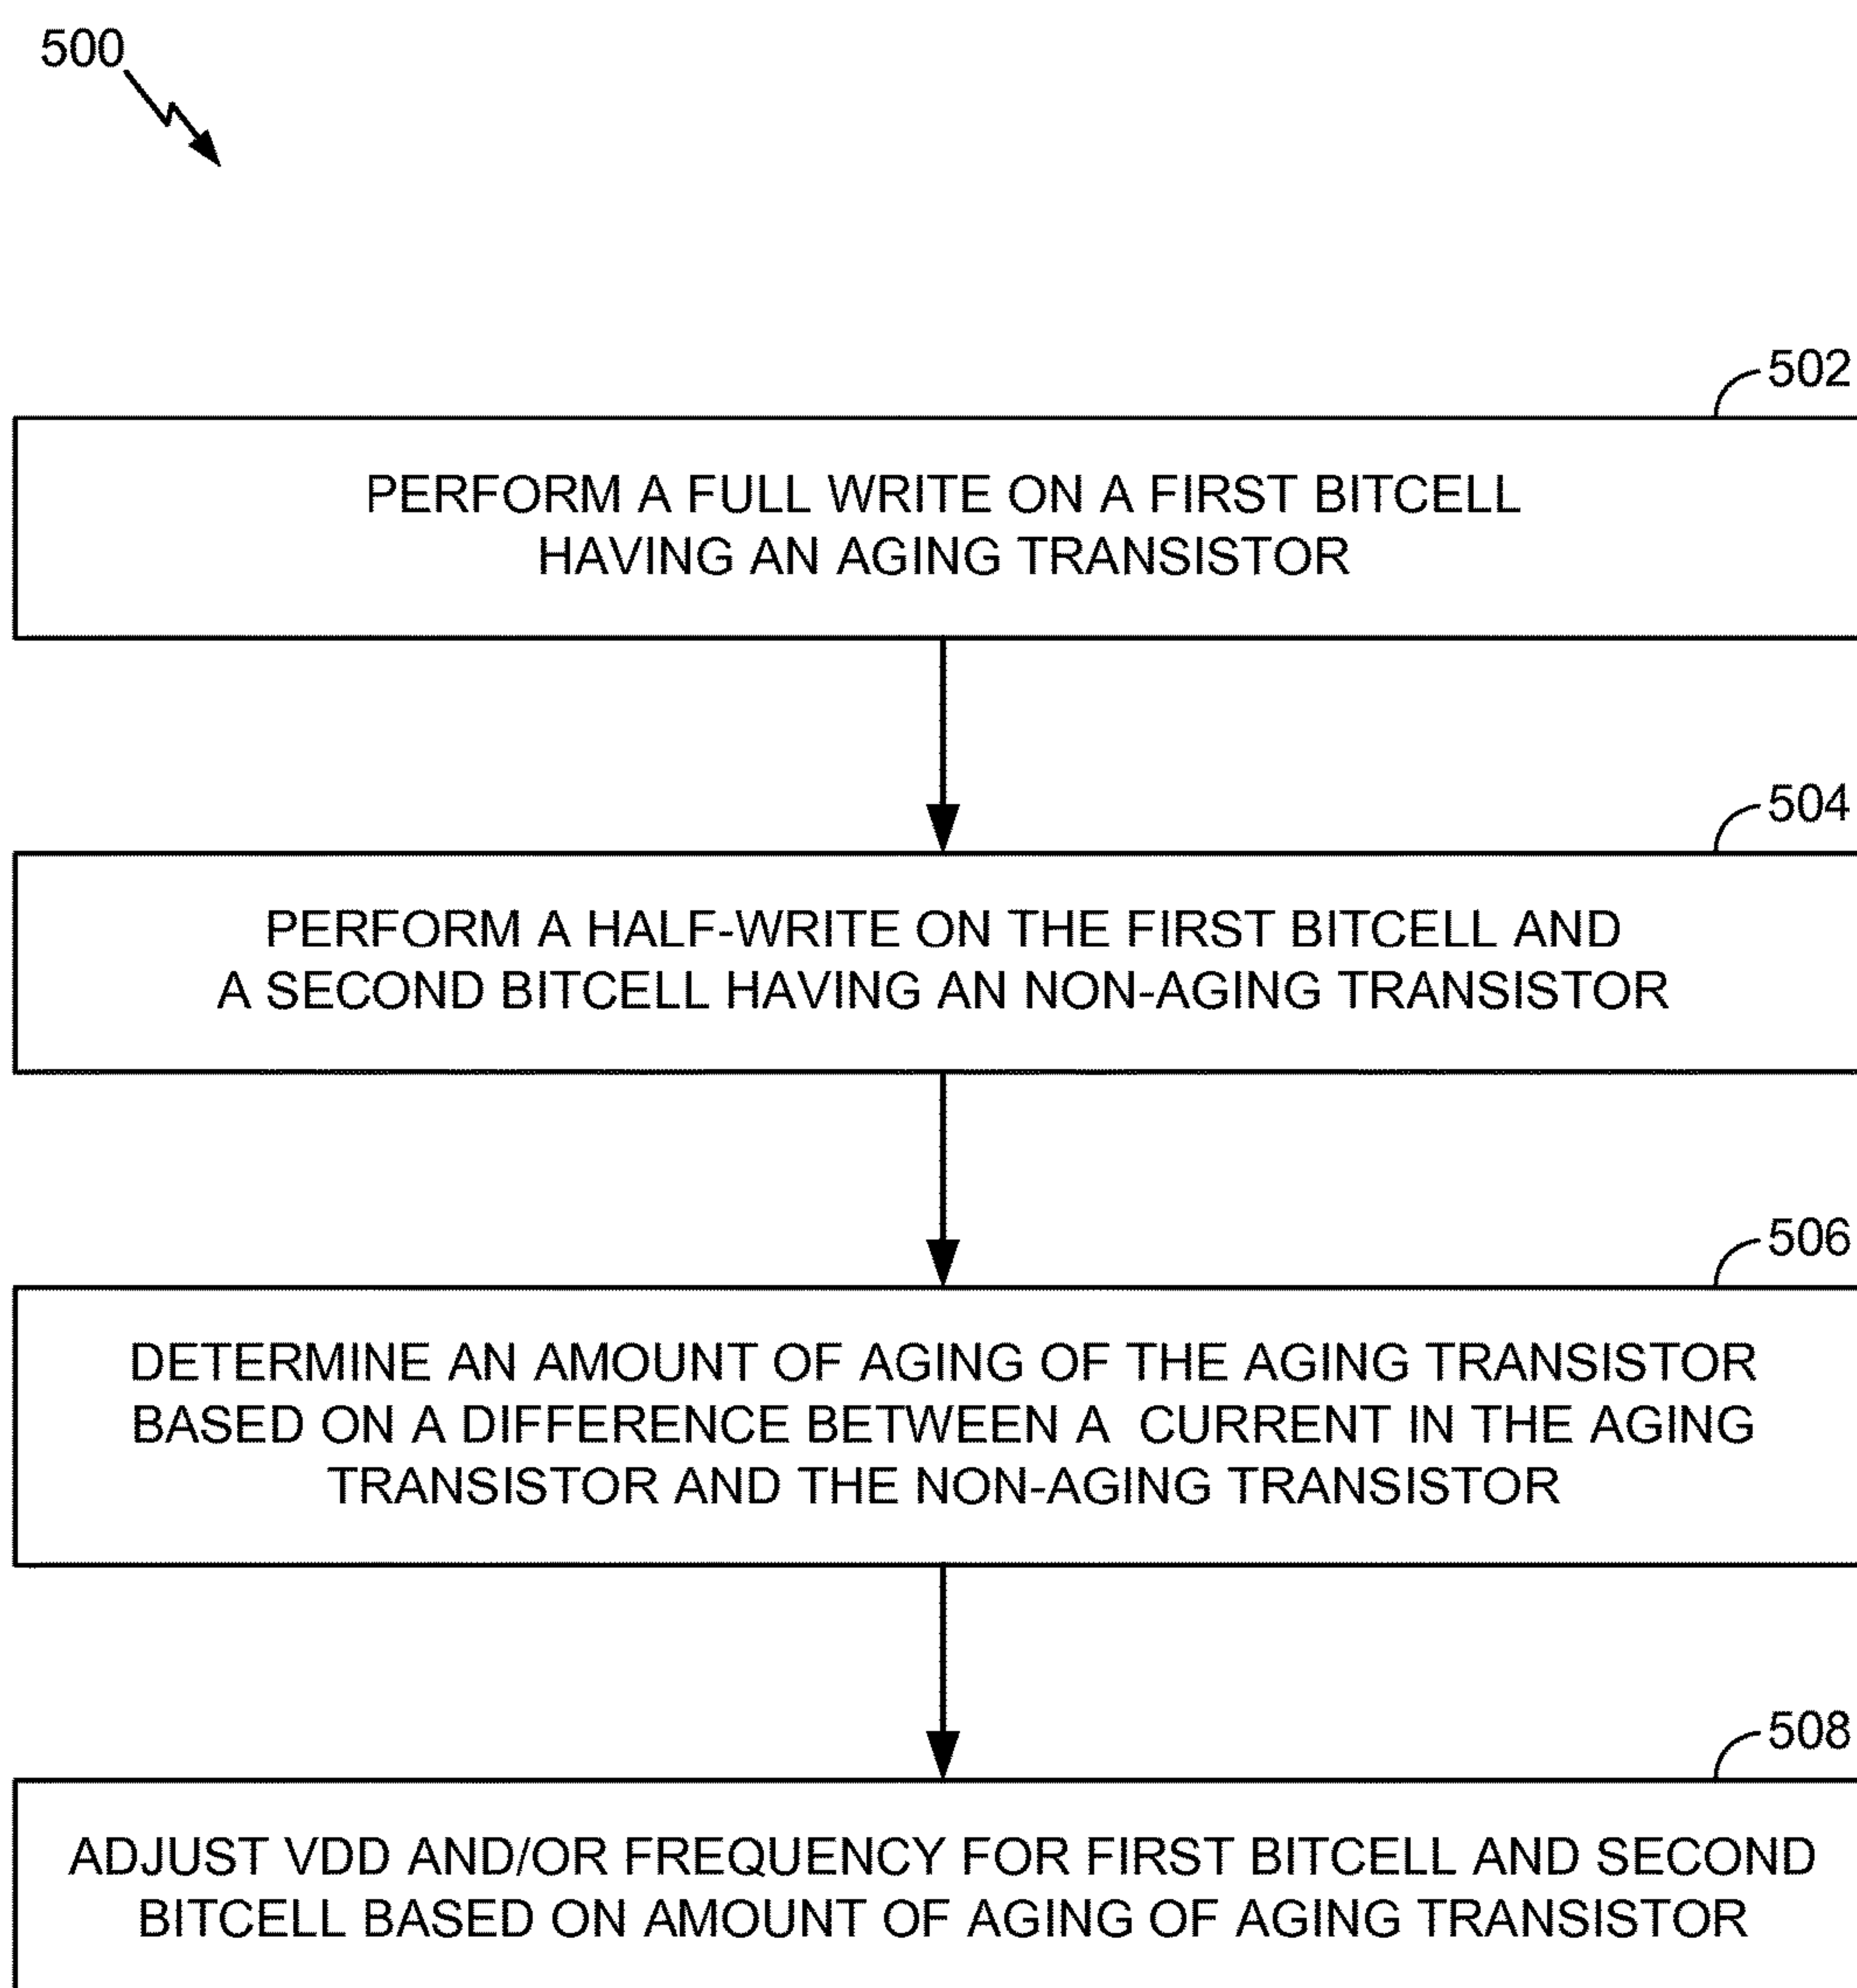 500
502
PERFORM A FULL WRITE ON A FIRST BITCELL
HAVING AN AGING TRANSISTOR
504
PERFORM A HALF-WRITE ON THE FIRST BITCELL AND
A SECOND BITCELL HAVING AN NON-AGING TRANSISTOR
506
DETERMINE AN AMOUNT OF AGING OF THE AGING TRANSISTOR
BASED ON A DIFFERENCE BETWEEN A CURRENT IN THE AGING
TRANSISTOR AND THE NON-AGING TRANSISTOR
508
ADJUST VDD AND/OR FREQUENCY FOR FIRST BITCELL AND SECOND
BITCELL BASED ON AMOUNT OF AGING OF AGING TRANSISTOR